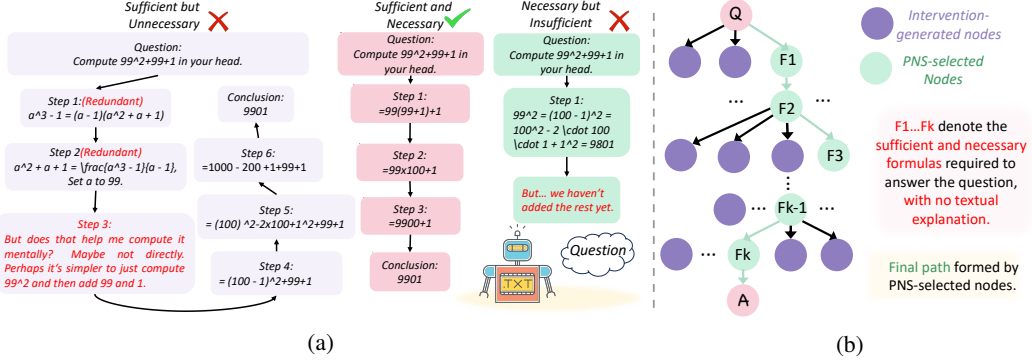 Sufficient but
Unnecessary
Question:
Compute 99^2+99+1 in your head.
Step 1:(Redundant)
a^3 - 1 = (a - 1)(a^2 + a + 1)
Step 2(Redundant)
a^2 + a + 1 = \frac{a^3 - 1}{a - 1},
Set a to 99.
Step 3:
But does that help me compute it
mentally? Maybe not directly.
Perhaps it's simpler to just compute
99^2 and then add 99 and 1.
Conclusion:
9901
Step 6:
=1000 - 200 +1+99+1
Step 5:
= (100) ^2-2x100+1^2+99+1
Step 4:
= (100 - 1)^2+99+1
Sufficient and
Necessary
Question:
Compute 99^2+99+1 in
your head.
Step 1:
=99(99+1)+1
Step 2:
=99x100+1
Step 3:
=9900+1
Conclusion:
9901
Necessary but
Insufficient
Question:
Compute 99^2+99+1 in
your head.
Step 1:
99^2 = (100 - 1)^2 =
100^2 - 2 \cdot 100
\cdot 1 + 1^2 = 9801
But... we haven't
added the rest yet.
Question
.TXT
(a)
Q
F1
...
F2
...
F3
...
...
Fk-1
...
Fk
...
A
Intervention-
generated nodes
PNS-selected
Nodes
F1...Fk denote the
sufficient and necessary
formulas required to
answer the question,
with no textual
explanation.
Final path formed by
PNS-selected nodes.
(b)